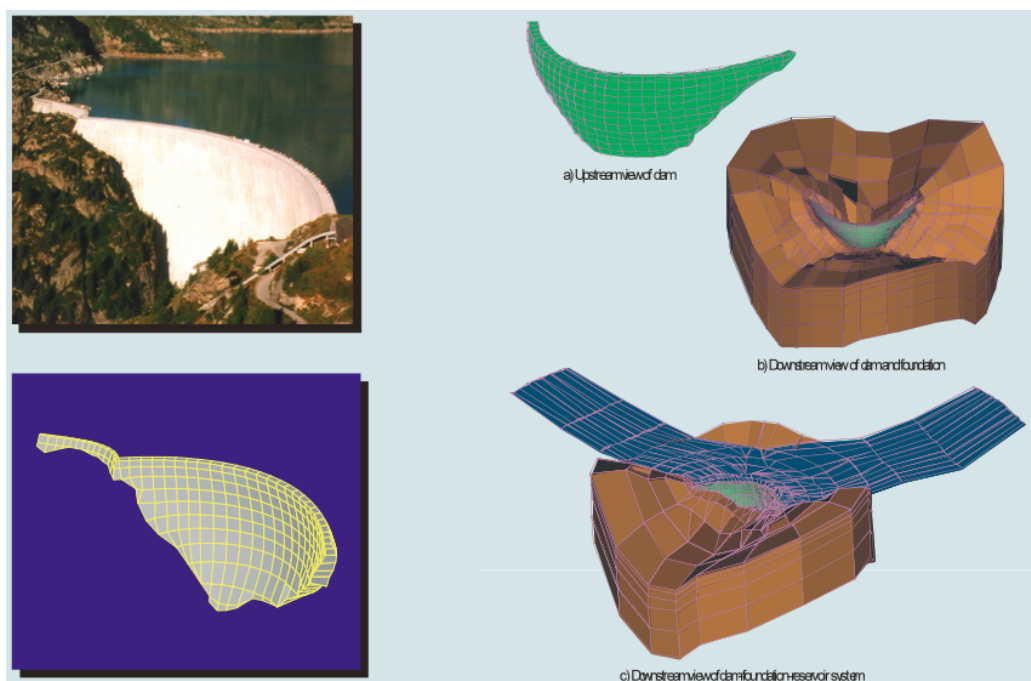 a) Upstream view of dam
b) Downstream view of dam and foundation
c) Downstream view of dam-foundation-reservoir system